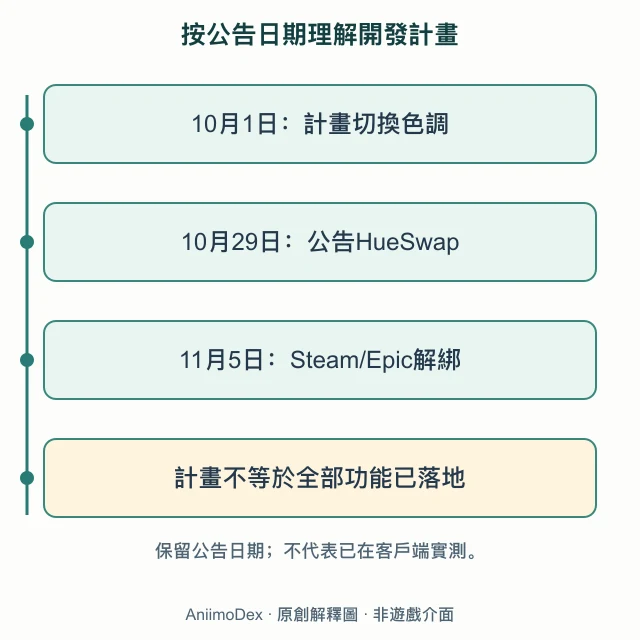 按公告日期理解開發計畫
10月1日：計畫切換色調
10月29日：公告HueSwap
11月5日：Steam/Epic解綁
計畫不等於全部功能已落地
保留公告日期；不代表已在客戶端實測。
AniimoDex · 原創解釋圖 · 非遊戲介面